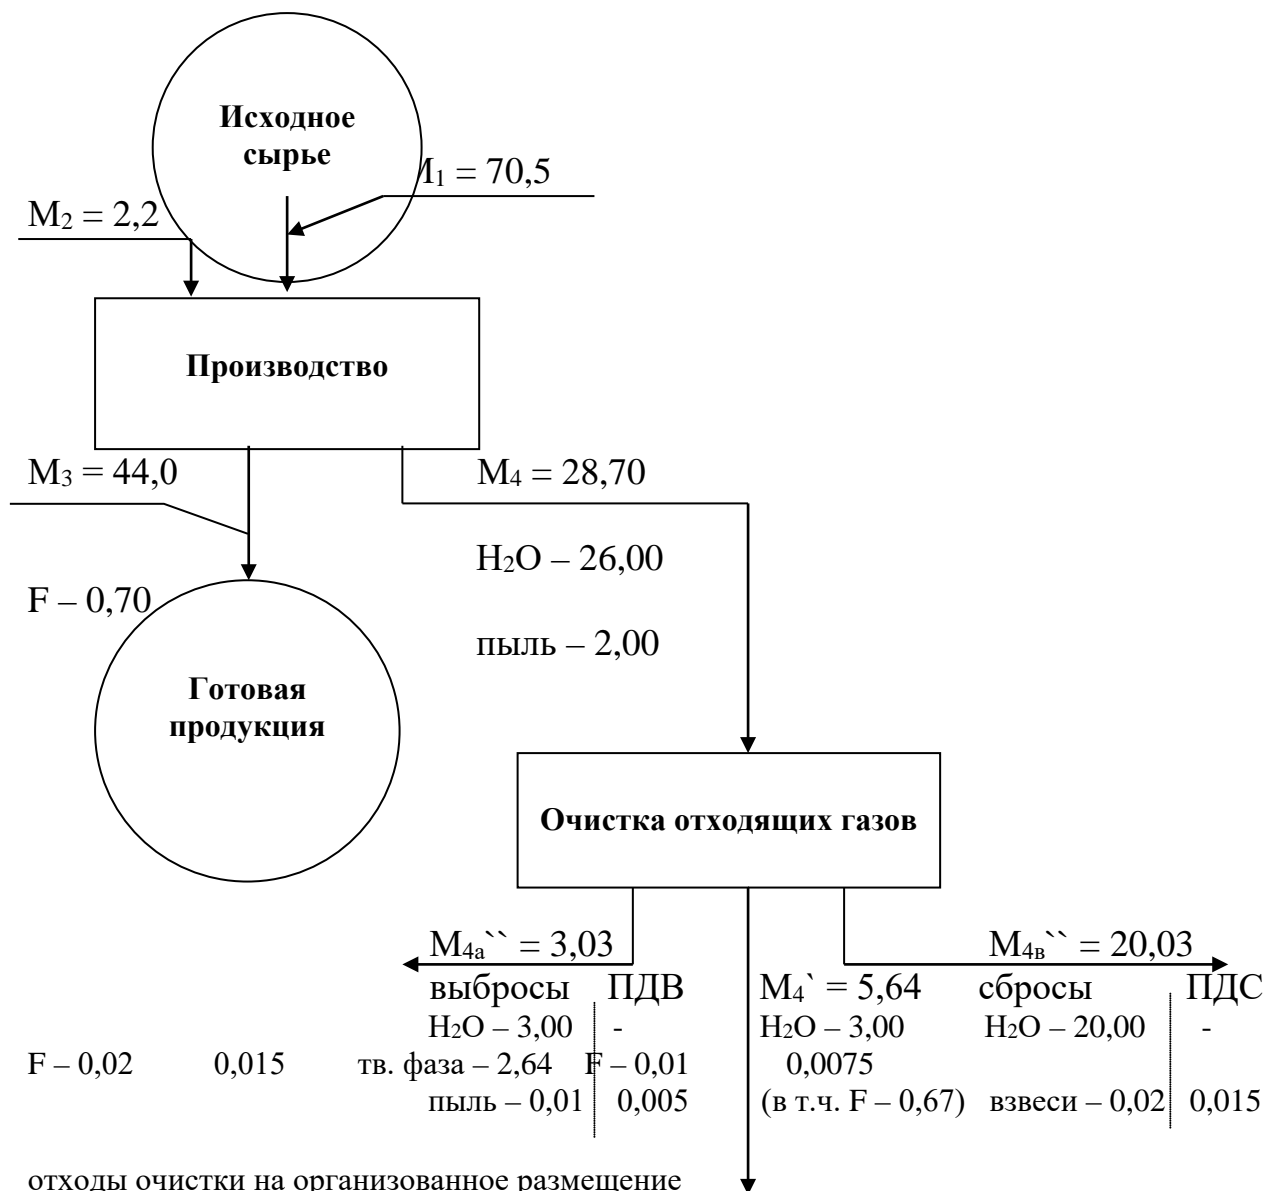 Исходное
сырье
M₁ = 70,5
M₂ = 2,2
Производство
M₃ = 44,0
M₄ = 28,70
H₂O – 26,00
F – 0,70
пыль – 2,00
Готовая
продукция
Очистка отходящих газов
M₄ₐ`` = 3,03 M₄в`` = 20,03
выбросы ПДВ M₄` = 5,64 сбросы ПДС
H₂O – 3,00 - H₂O – 3,00 H₂O – 20,00 -
F – 0,02 0,015 тв. фаза – 2,64 F – 0,01 0,0075
пыль – 0,01 0,005 (в т.ч. F – 0,67) взвеси – 0,02 0,015
отходы очистки на организованное размещение